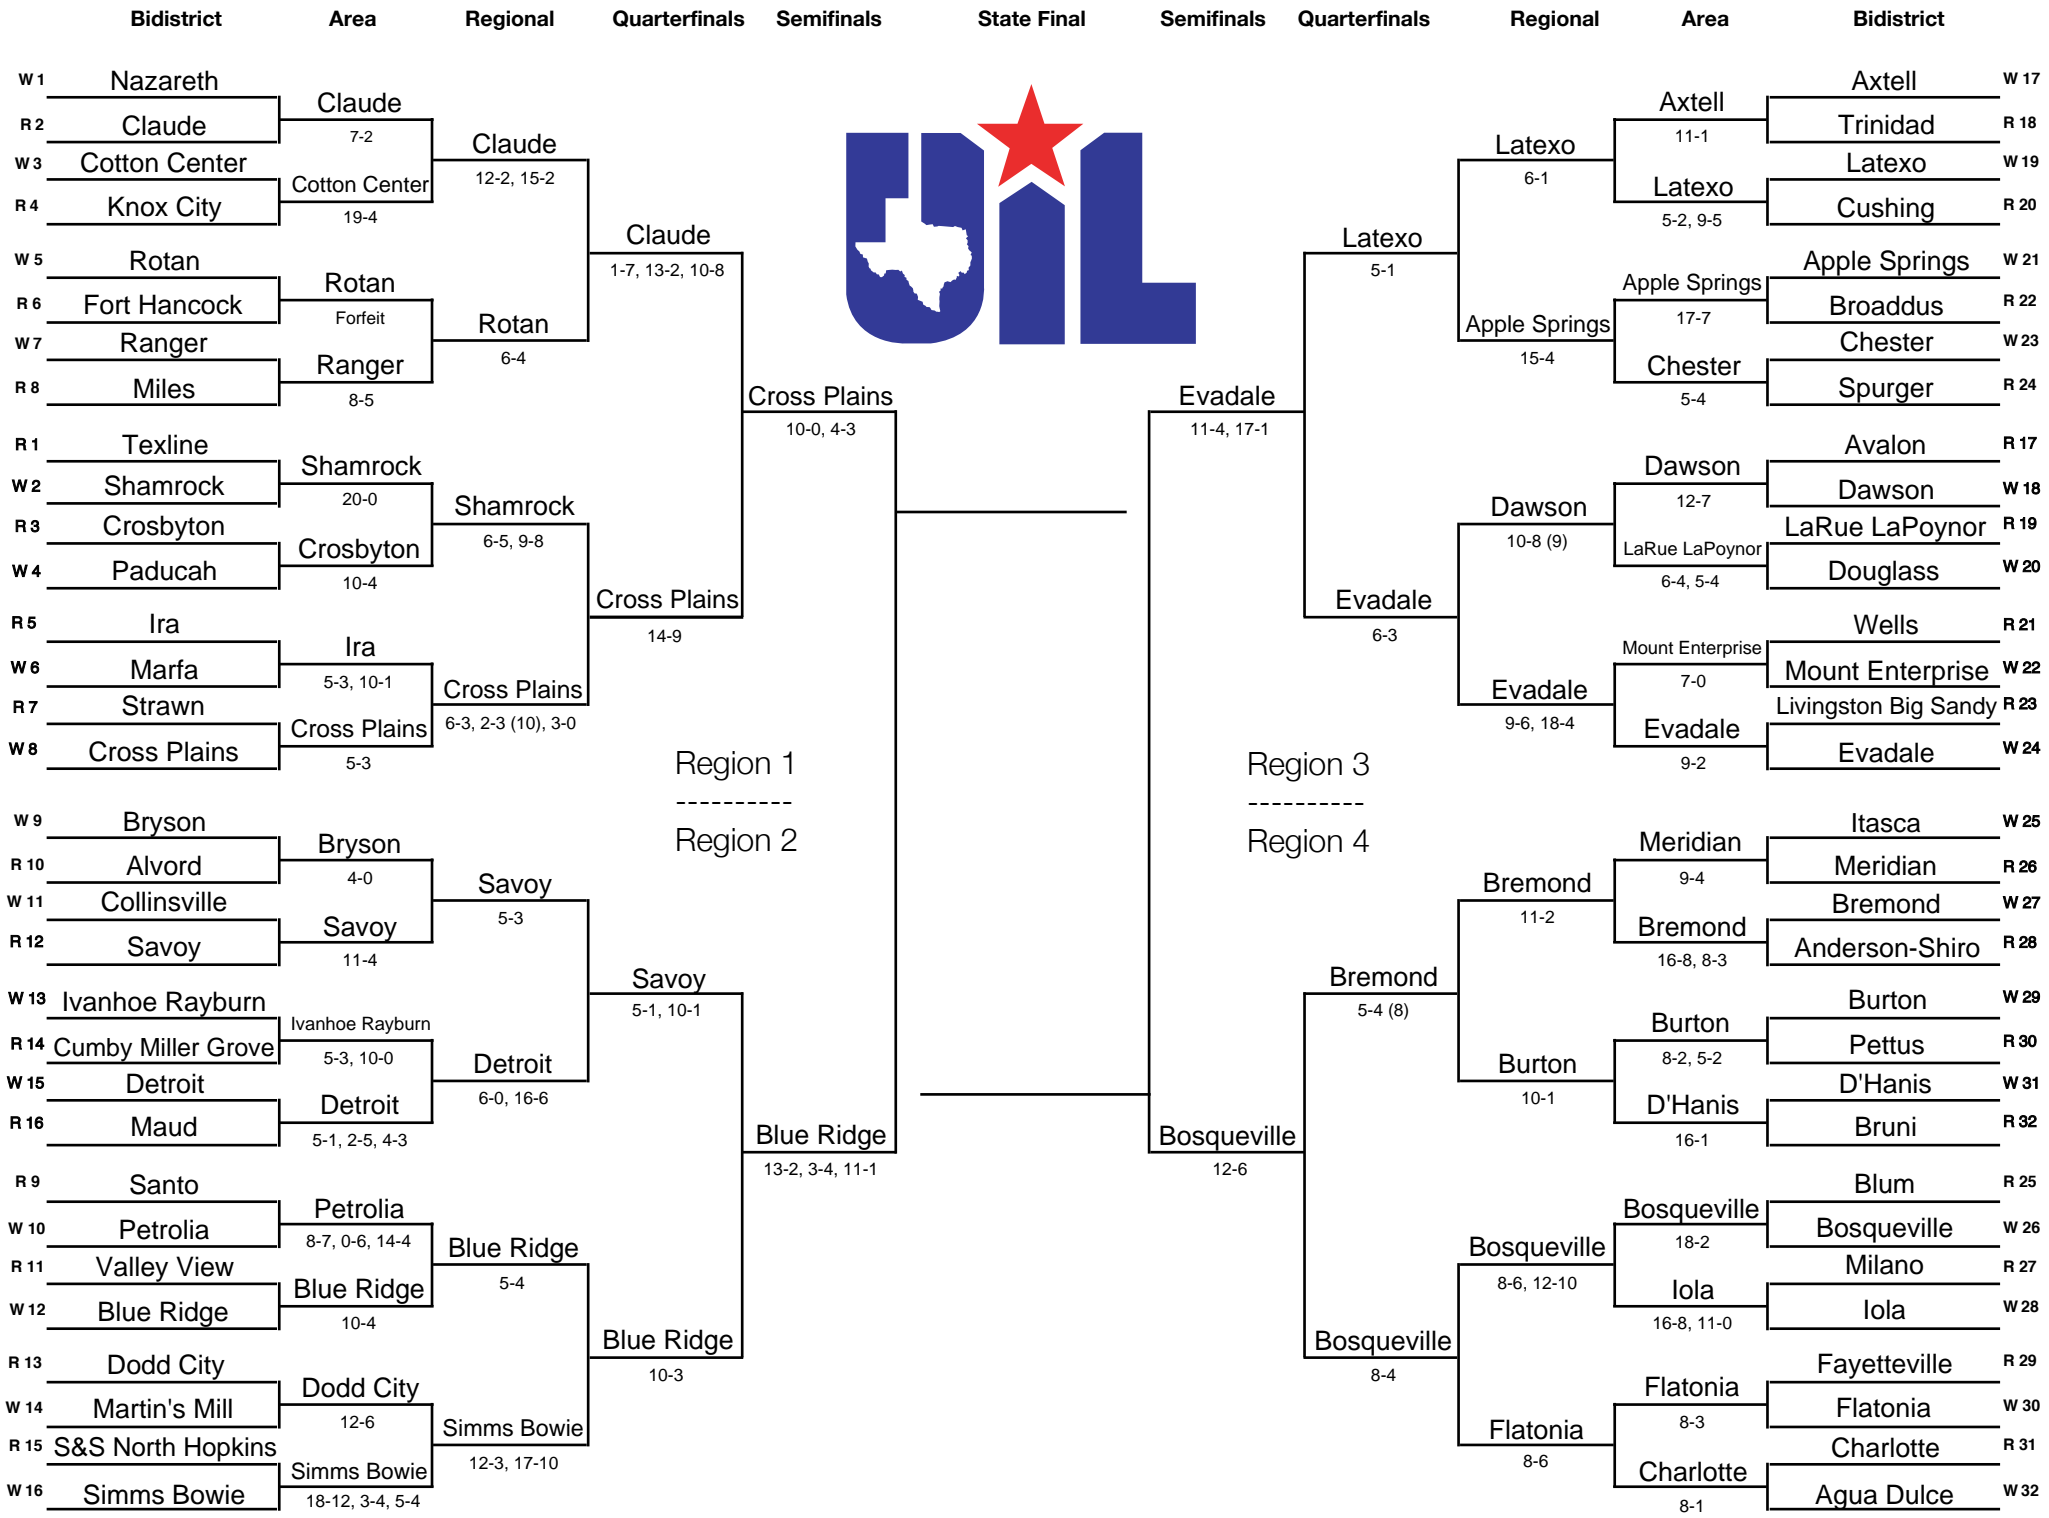 Bidistrict Area Regional Quarterfinals Semifinals State Final Semifinals Quarterfinals Regional Area Bidistrict
W 1 Nazareth
Claude
R 2 Claude
7-2
Claude
12-2, 15-2
W 3 Cotton Center
Cotton Center
R 4 Knox City
19-4
Claude
1-7, 13-2, 10-8
W 5 Rotan
Rotan
R 6 Fort Hancock
Forfeit
Rotan
6-4
W 7 Ranger
Ranger
R 8 Miles
8-5
Cross Plains
10-0, 4-3
R 1 Texline
Shamrock
W 2 Shamrock
20-0
Shamrock
6-5, 9-8
R 3 Crosbyton
Crosbyton
W 4 Paducah
10-4
Cross Plains
14-9
R 5 Ira
Ira
W 6 Marfa
5-3, 10-1
Cross Plains
6-3, 2-3 (10), 3-0
R 7 Strawn
Cross Plains
W 8 Cross Plains
5-3
Region 1
----------
Region 2
W 9 Bryson
Bryson
R 10 Alvord
4-0
Savoy
5-3
W 11 Collinsville
Savoy
R 12 Savoy
11-4
Savoy
5-1, 10-1
W 13 Ivanhoe Rayburn
Ivanhoe Rayburn
R 14 Cumby Miller Grove
5-3, 10-0
Detroit
6-0, 16-6
W 15 Detroit
Detroit
R 16 Maud
5-1, 2-5, 4-3
Blue Ridge
13-2, 3-4, 11-1
R 9 Santo
Petrolia
W 10 Petrolia
8-7, 0-6, 14-4
Blue Ridge
5-4
R 11 Valley View
Blue Ridge
W 12 Blue Ridge
10-4
Blue Ridge
10-3
R 13 Dodd City
Dodd City
W 14 Martin's Mill
12-6
Simms Bowie
12-3, 17-10
R 15 S&S North Hopkins
Simms Bowie
W 16 Simms Bowie
18-12, 3-4, 5-4
UIL
Axtell W 17
Axtell
Trinidad R 18
11-1
Latexo
6-1
Latexo W 19
Latexo
Cushing R 20
5-2, 9-5
Latexo
5-1
Apple Springs W 21
Apple Springs
Broaddus R 22
17-7
Apple Springs
15-4
Chester W 23
Chester
Spurger R 24
5-4
Evadale
11-4, 17-1
Avalon R 17
Dawson
Dawson W 18
12-7
Dawson
10-8 (9)
LaRue LaPoynor R 19
LaRue LaPoynor
Douglass W 20
6-4, 5-4
Evadale
6-3
Wells R 21
Mount Enterprise
Mount Enterprise W 22
7-0
Evadale
9-6, 18-4
Livingston Big Sandy R 23
Evadale
Evadale W 24
9-2
Region 3
----------
Region 4
Itasca W 25
Meridian
Meridian R 26
9-4
Bremond
11-2
Bremond W 27
Bremond
Anderson-Shiro R 28
16-8, 8-3
Bremond
5-4 (8)
Burton W 29
Burton
Pettus R 30
8-2, 5-2
Burton
10-1
D'Hanis W 31
D'Hanis
Bruni R 32
16-1
Bosqueville
12-6
Blum R 25
Bosqueville
Bosqueville W 26
18-2
Bosqueville
8-6, 12-10
Milano R 27
Iola
Iola W 28
16-8, 11-0
Bosqueville
8-4
Fayetteville R 29
Flatonia
Flatonia W 30
8-3
Flatonia
8-6
Charlotte R 31
Charlotte
Agua Dulce W 32
8-1